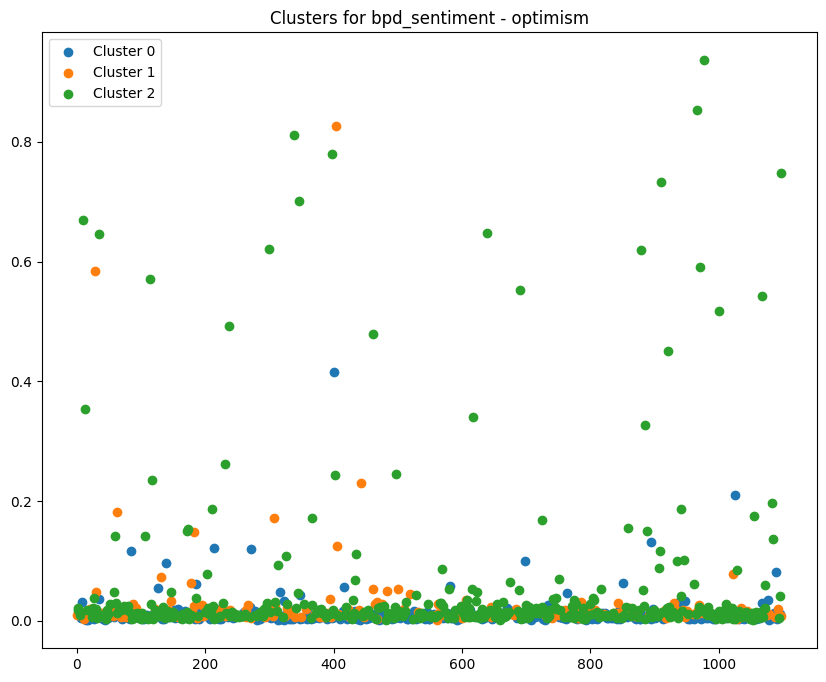 Clusters for bpd_sentiment - optimism
Cluster 0
Cluster 1
Cluster 2
0.8
0.6
0.4
0.2
0.0
0 200 400 600 800 1000